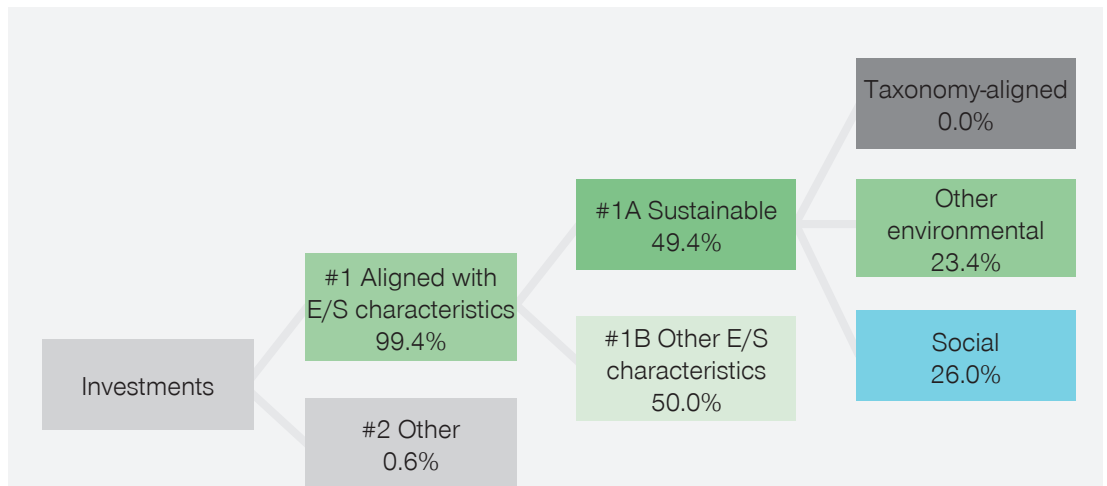 Taxonomy-aligned
0.0%
#1A Sustainable
49.4%
Other
environmental
23.4%
#1 Aligned with
E/S characteristics
99.4%
#1B Other E/S
characteristics
50.0%
Social
26.0%
Investments
#2 Other
0.6%